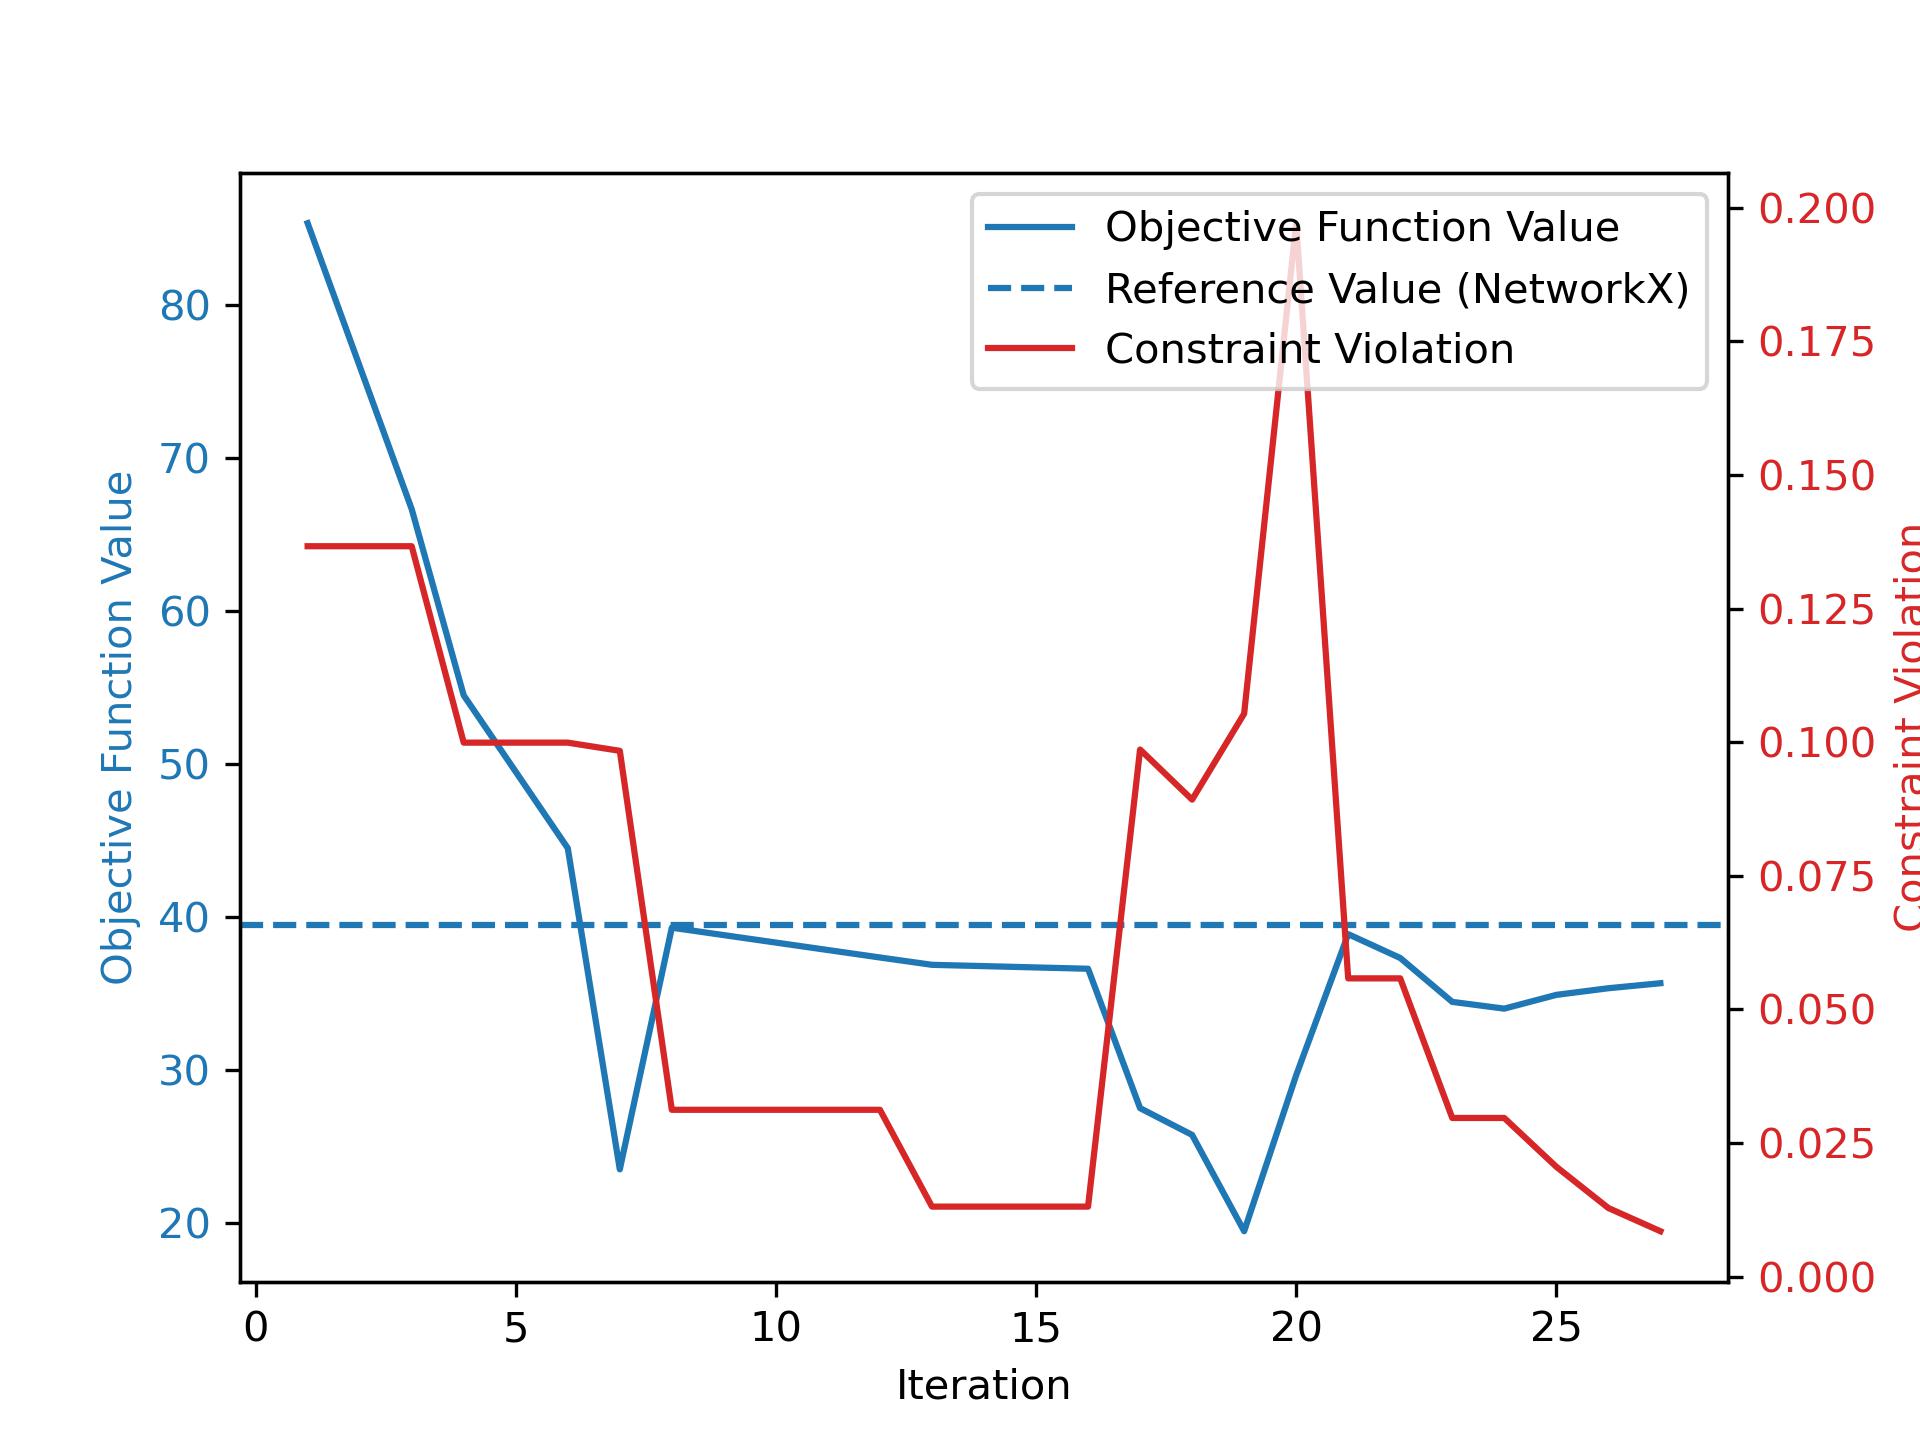 Objective Function Value
Reference Value (NetworkX)
Constraint Violation
Objective Function Value
80
70
60
50
40
30
20
0.200
0.175
0.150
0.125
0.100
0.075
0.050
0.025
0.000
Constraint Violation
0 5 10 15 20 25
Iteration